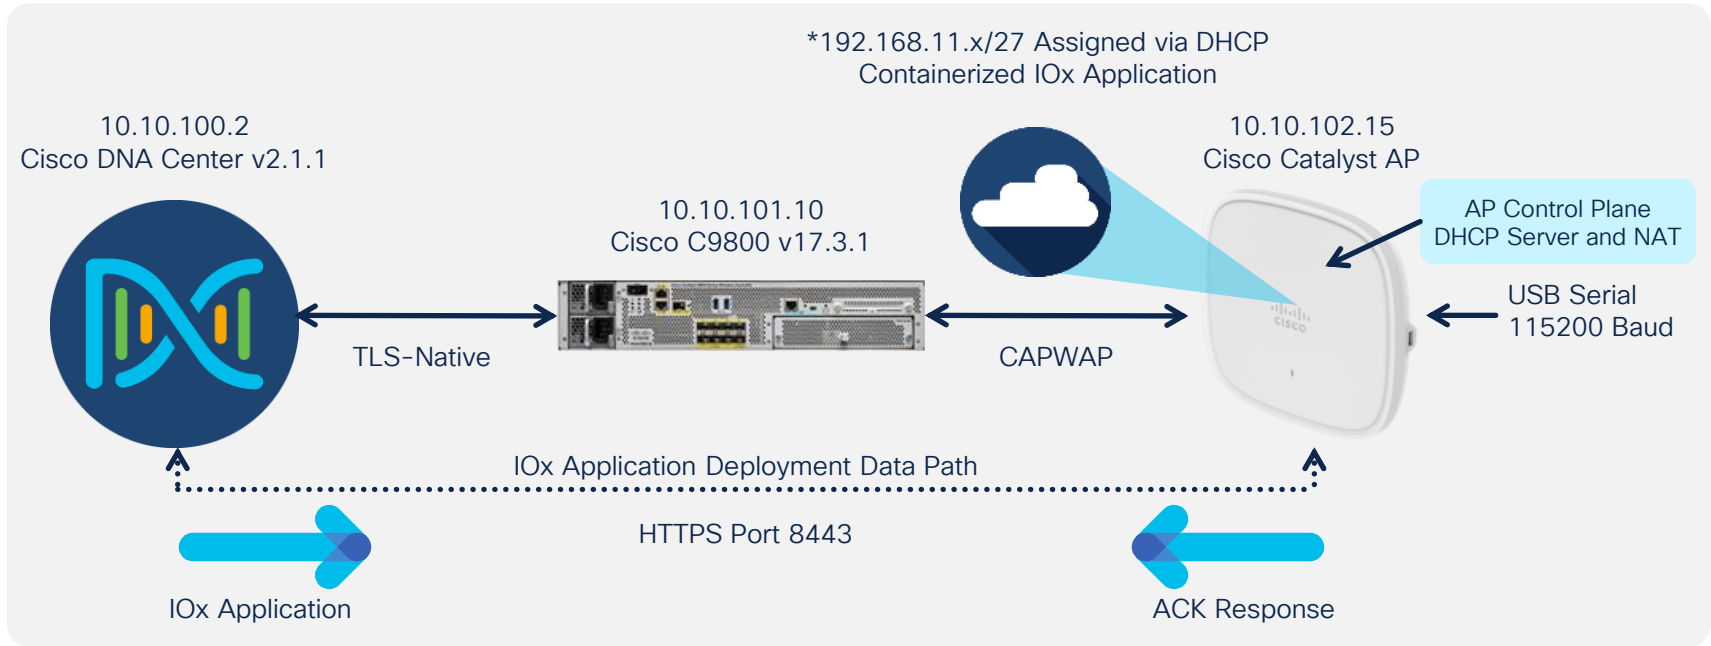 *192.168.11.x/27 Assigned via DHCP
Containerized IOx Application
10.10.100.2
Cisco DNA Center v2.1.1
10.10.101.10
Cisco C9800 v17.3.1
10.10.102.15
Cisco Catalyst AP
AP Control Plane
DHCP Server and NAT
USB Serial
115200 Baud
CISCO
TLS-Native
CAPWAP
IOx Application Deployment Data Path
HTTPS Port 8443
IOx Application
ACK Response